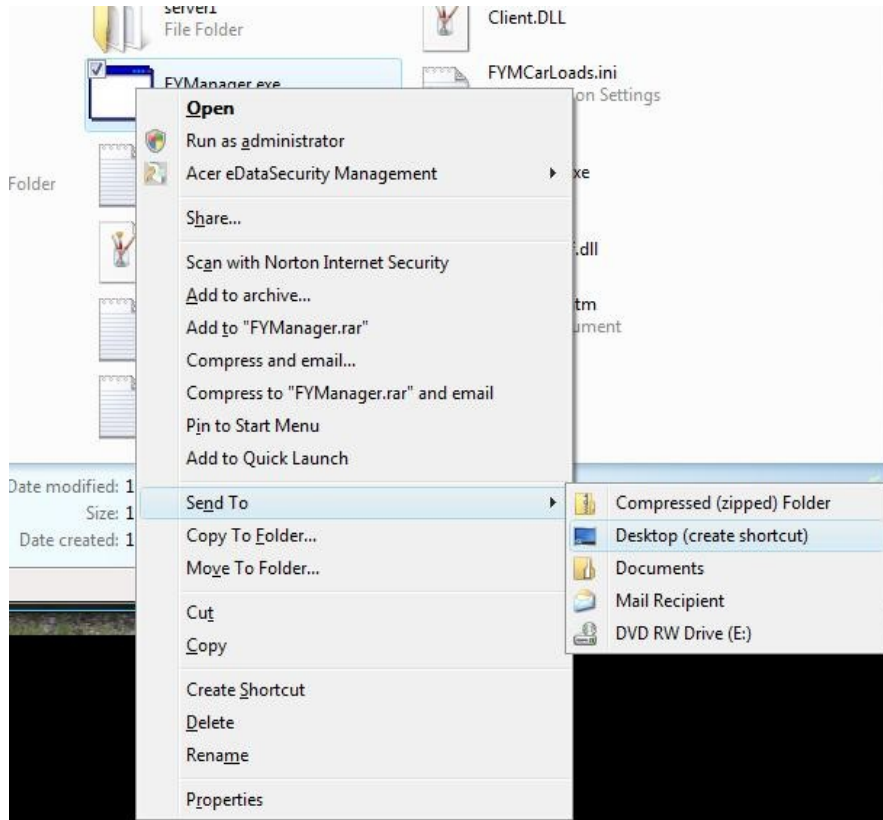 server1
File Folder
Client.DLL
FYManager.exe
FYMCarLoads.ini
on Settings
Folder
xe
.dll
tm
ument
Open
Run as administrator
Acer eDataSecurity Management
Share...
Scan with Norton Internet Security
Add to archive...
Add to "FYManager.rar"
Compress and email...
Compress to "FYManager.rar" and email
Pin to Start Menu
Add to Quick Launch
Send To
Copy To Folder...
Move To Folder...
Cut
Copy
Create Shortcut
Delete
Rename
Properties
Compressed (zipped) Folder
Desktop (create shortcut)
Documents
Mail Recipient
DVD RW Drive (E:)
Date modified: 1
Size: 1
Date created: 1